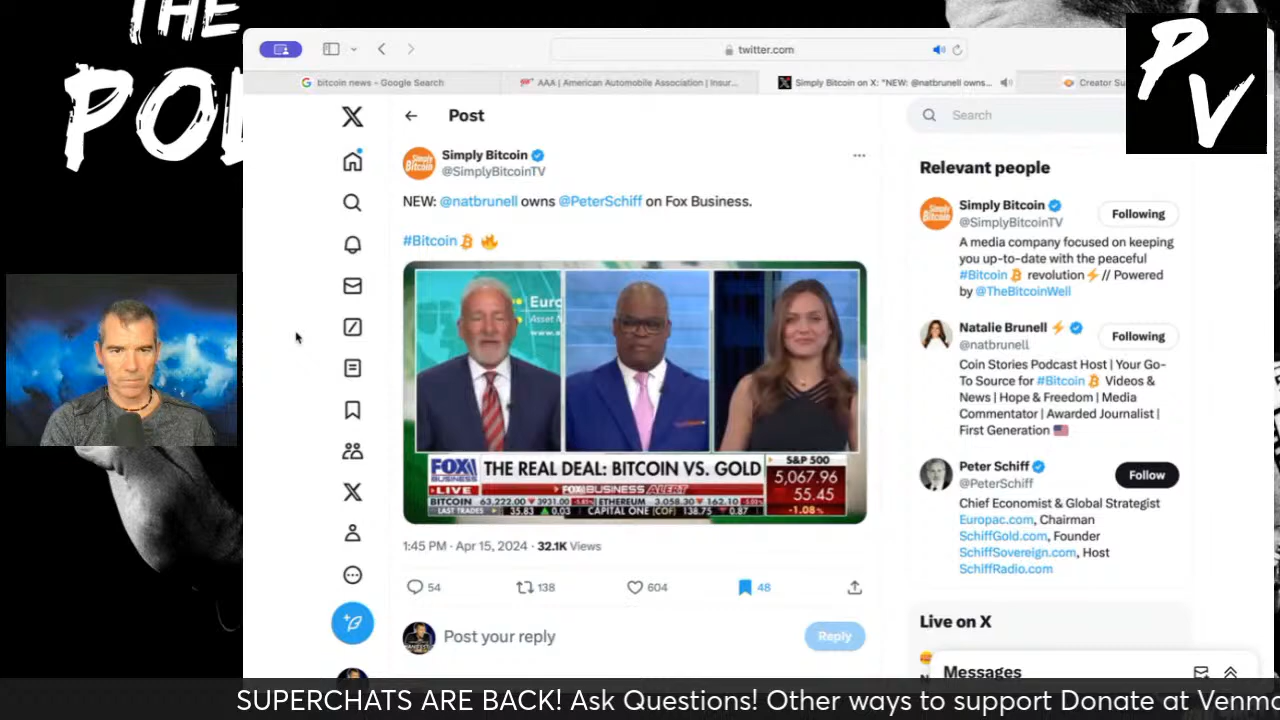 THE
PO
PV
twitter.com
bitcoin news - Google Search
AAA | American Automobile Association | Insur...
Simply Bitcoin on X: "NEW: @natbrunell owns...
Creator Su
Post
Search
Simply Bitcoin
@SimplyBitcoinTV
NEW: @natbrunell owns @PeterSchiff on Fox Business.
#Bitcoin
Euro
Asset M
www.s
FOX
BUSINESS
LIVE
THE REAL DEAL: BITCOIN VS. GOLD
FOX BUSINESS ALERT
S&P 500
5,067.96
55.45
-1.08%
BITCOIN 63,222.00 3931.00 ETHEREUM 3,058.30 162.10
LAST TRADES 35.83 0.03 CAPITAL ONE (COF) 138.75 0.87
1:45 PM · Apr 15, 2024 · 32.1K Views
54
138
604
48
Post your reply
Reply
Relevant people
Simply Bitcoin
@SimplyBitcoinTV
Following
A media company focused on keeping
you up-to-date with the peaceful
#Bitcoin revolution // Powered
by @TheBitcoinWell
Natalie Brunell
@natbrunell
Following
Coin Stories Podcast Host | Your Go-
To Source for #Bitcoin Videos &
News | Hope & Freedom | Media
Commentator | Awarded Journalist |
First Generation
Peter Schiff
@PeterSchiff
Follow
Chief Economist & Global Strategist
Europac.com, Chairman
SchiffGold.com, Founder
SchiffSovereign.com, Host
SchiffRadio.com
Live on X
Messages
SUPERCHATS ARE BACK! Ask Questions! Other ways to support Donate at Venmo